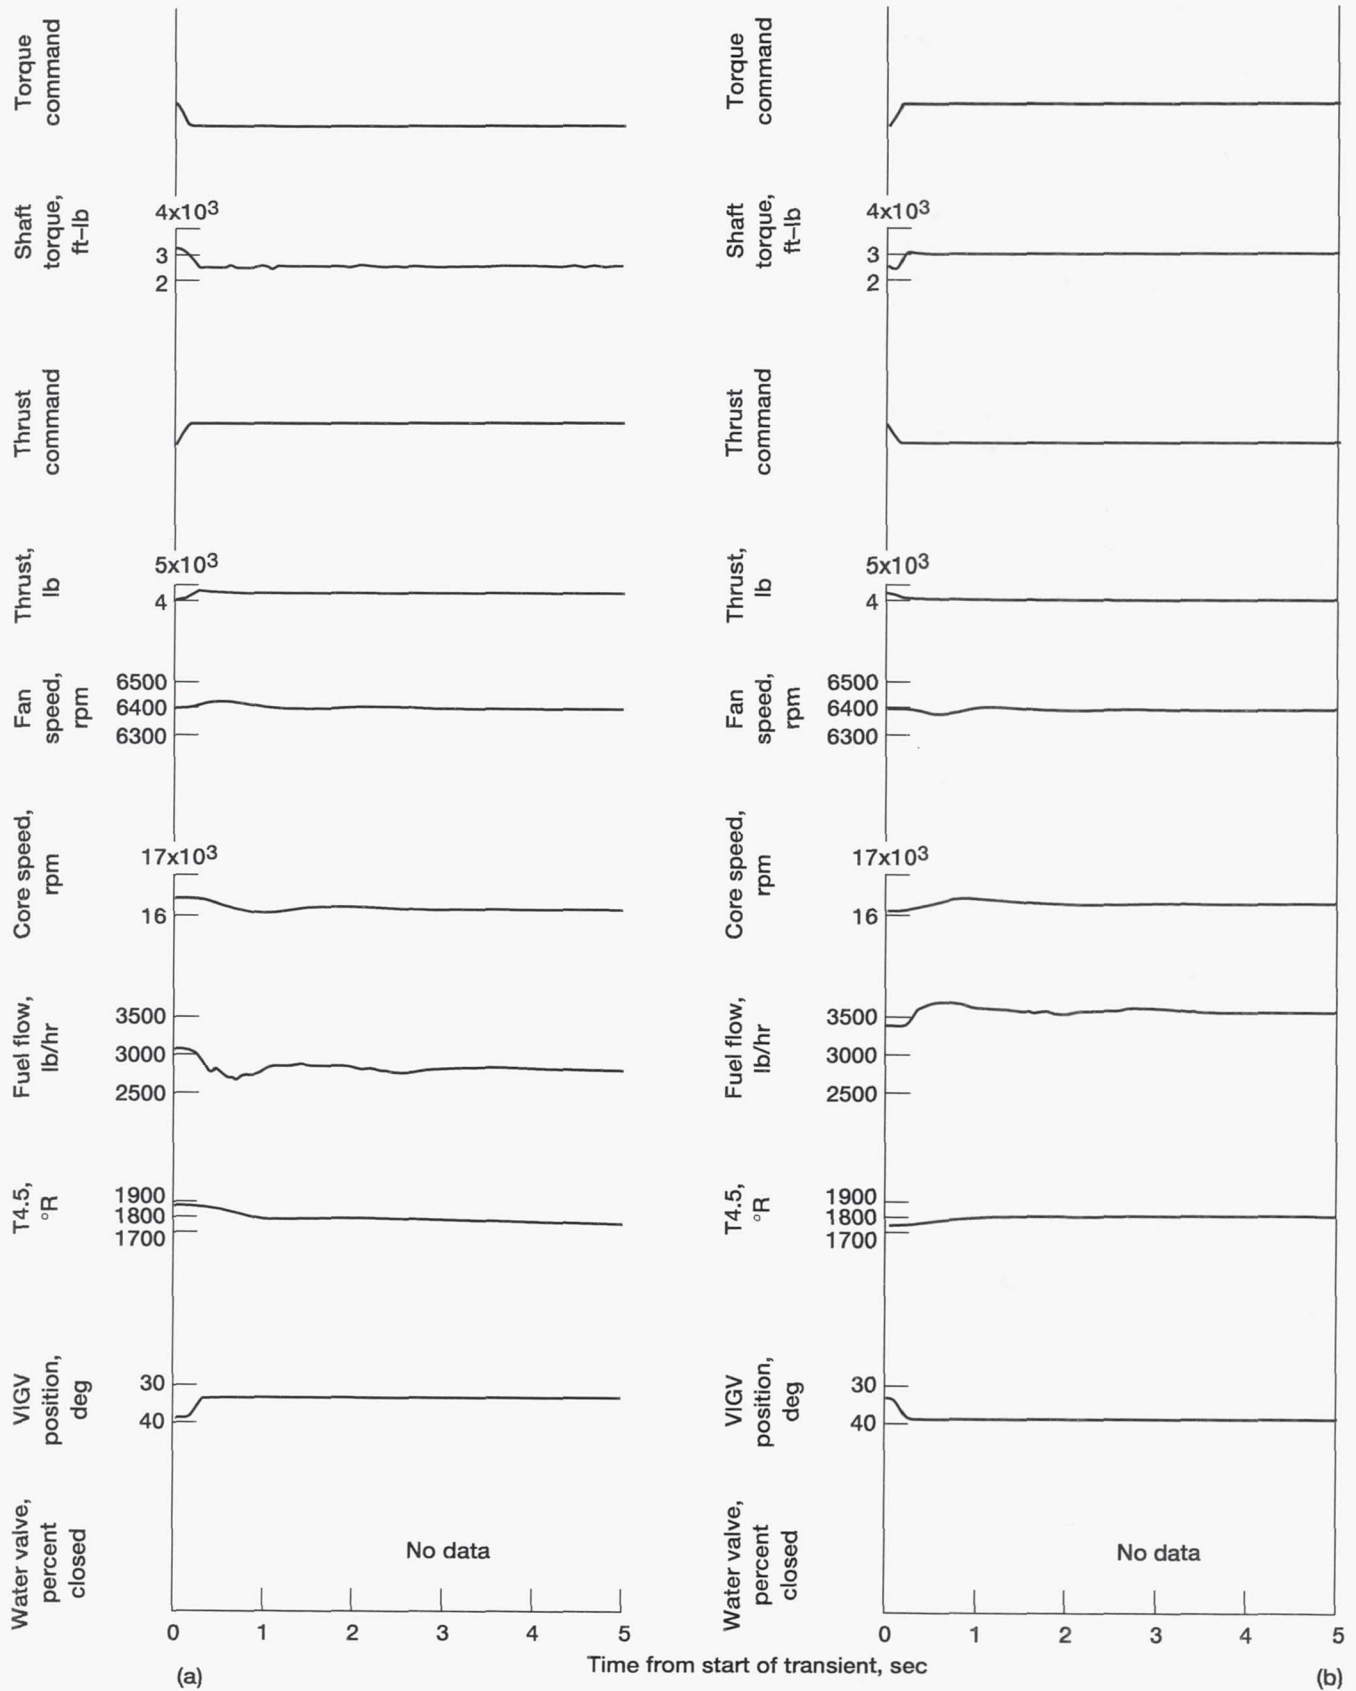 Torque
command
Shaft
torque,
ft–lb
4x10³
3
2
Thrust
command
Thrust,
lb
5x10³
4
Fan
speed,
rpm
6500
6400
6300
Core speed,
rpm
17x10³
16
Fuel flow,
lb/hr
3500
3000
2500
T4.5,
°R
1900
1800
1700
VIGV
position,
deg
30
40
Water valve,
percent
closed
No data
0 1 2 3 4 5
(a)
Torque
command
Shaft
torque,
ft–lb
4x10³
3
2
Thrust
command
Thrust,
lb
5x10³
4
Fan
speed,
rpm
6500
6400
6300
Core speed,
rpm
17x10³
16
Fuel flow,
lb/hr
3500
3000
2500
T4.5,
°R
1900
1800
1700
VIGV
position,
deg
30
40
Water valve,
percent
closed
No data
0 1 2 3 4 5
Time from start of transient, sec
(b)